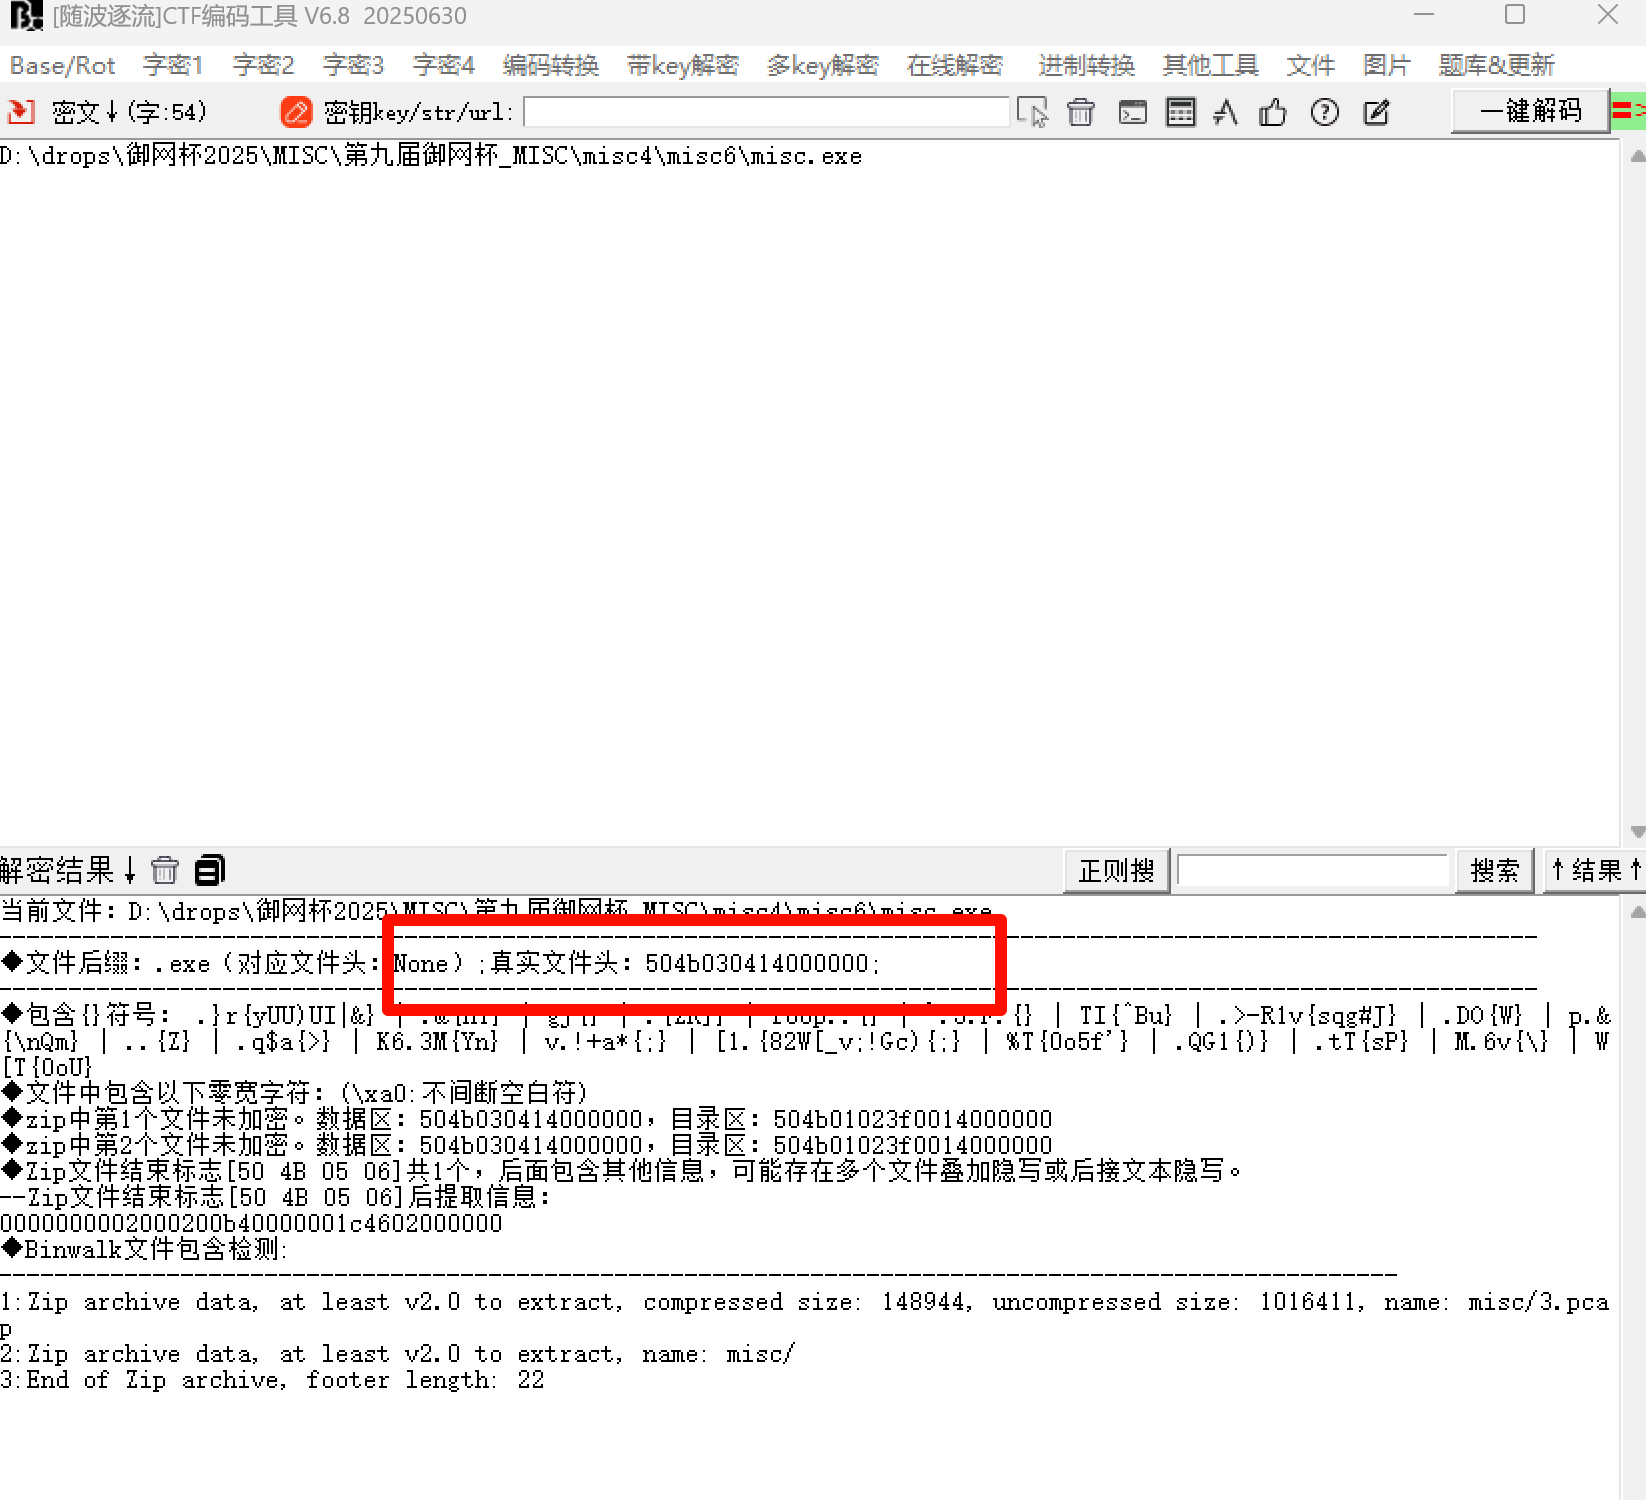 [随波逐流]CTF编码工具 V6.8 20250630
Base/Rot 字密1 字密2 字密3 字密4 编码转换 带key解密 多key解密 在线解密 进制转换 其他工具 文件 图片 题库&更新
密文↓(字:54) 密钥key/str/url: 一键解码
D:\drops\御网杯2025\MISC\第九届御网杯_MISC\misc4\misc6\misc.exe
解密结果↓ 正则搜 搜索 ↑结果↑
当前文件: D:\drops\御网杯2025\MISC\第九届御网杯_MISC\misc4\misc6\misc.exe
◆文件后缀: .exe (对应文件头: None) ;真实文件头: 504b030414000000;
◆包含{}符号: .}r{yUU)UI|&} | TI{^Bu} | .>-R1v{sqg#J} | .DO{W} | p.&
{\nQm} | ..{Z} | .q$a{>} | K6.3M{Yn} | v.!+a*{;} | [1.{82W[_v;!Gc){;} | %T{0o5f'} | .QG1{)} | .tT{sP} | M.6v{\} | W
[T{0oU}
◆文件中包含以下零宽字符: (\xa0:不间断空白符)
◆zip中第1个文件未加密。数据区: 504b030414000000,目录区: 504b01023f0014000000
◆zip中第2个文件未加密。数据区: 504b030414000000,目录区: 504b01023f0014000000
◆Zip文件结束标志[50 4B 05 06]共1个,后面包含其他信息,可能存在多个文件叠加隐写或后接文本隐写。
--Zip文件结束标志[50 4B 05 06]后提取信息:
0000000002000200b40000001c4602000000
◆Binwalk文件包含检测:
1:Zip archive data, at least v2.0 to extract, compressed size: 148944, uncompressed size: 1016411, name: misc/3.pca
p
2:Zip archive data, at least v2.0 to extract, name: misc/
3:End of Zip archive, footer length: 22